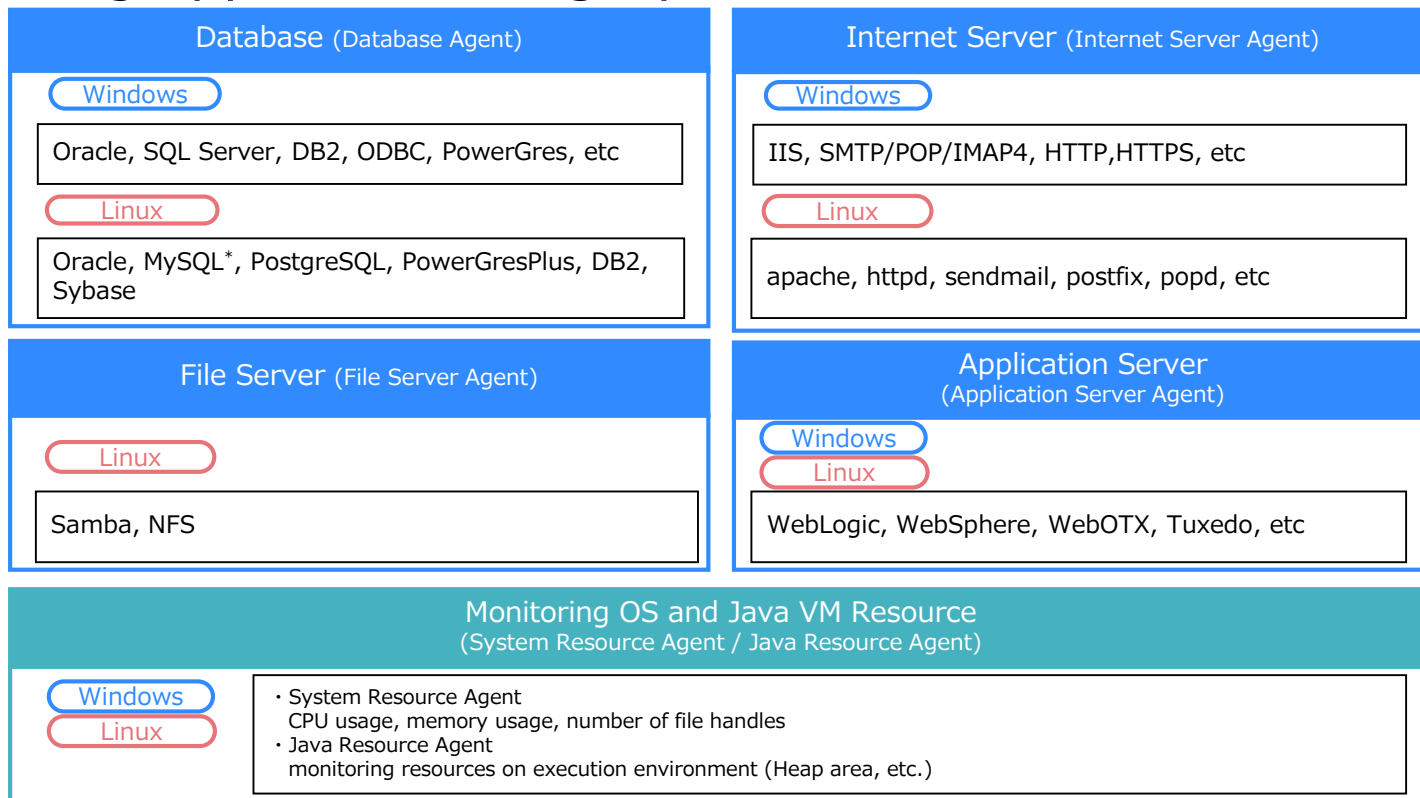 Database (Database Agent)
Windows
Oracle, SQL Server, DB2, ODBC, PowerGres, etc
Linux
Oracle, MySQL*, PostgreSQL, PowerGresPlus, DB2,
Sybase
Internet Server (Internet Server Agent)
Windows
IIS, SMTP/POP/IMAP4, HTTP,HTTPS, etc
Linux
apache, httpd, sendmail, postfix, popd, etc
File Server (File Server Agent)
Linux
Samba, NFS
Application Server
(Application Server Agent)
Windows
Linux
WebLogic, WebSphere, WebOTX, Tuxedo, etc
Monitoring OS and Java VM Resource
(System Resource Agent / Java Resource Agent)
Windows
Linux
・System Resource Agent
CPU usage, memory usage, number of file handles
・Java Resource Agent
monitoring resources on execution environment (Heap area, etc.)